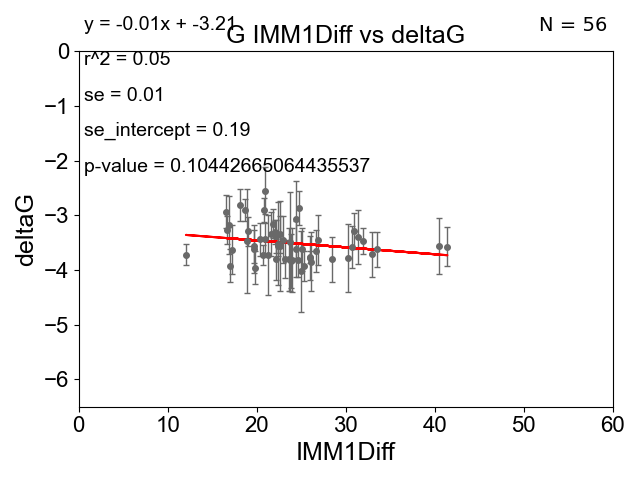 y = -0.01x + -3.21
N = 56
G IMM1Diff vs deltaG
r^2 = 0.05
se = 0.01
se_intercept = 0.19
p-value = 0.10442665064435537
0
−1
−2
−3
−4
−5
−6
deltaG
0 10 20 30 40 50 60
IMM1Diff